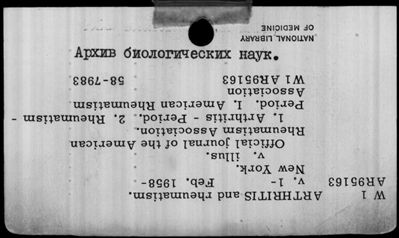 Архив биологических наук.
W 1
AR95163
ARTHRITIS and rheumatism.
v. 1- Feb. 1958-
New York.
v. illus.
Official journal of the American
Rheumatism Association.
1. Arthritis - Period. 2. Rheumatism -
Period. I. American Rheumatism
Association
W1 AR95163 58-7983
NATIONAL LIBRARY
OF MEDICINE